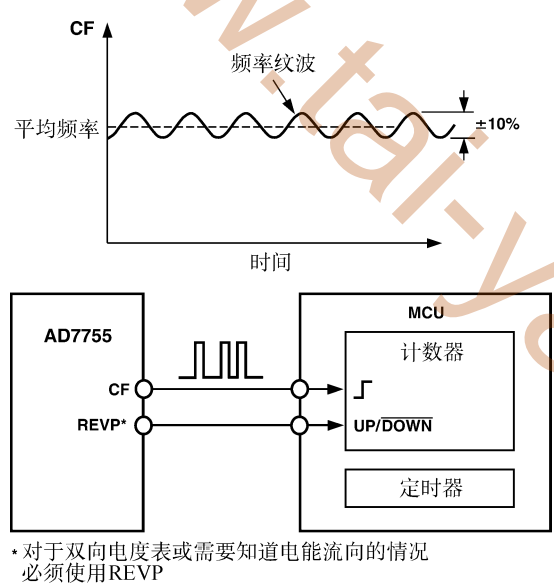 CF
频率纹波
平均频率
±10%
时间
AD7755
MCU
计数器
CF
REVP*
UP/DOWN
定时器
* 对于双向电度表或需要知道电能流向的情况
必须使用REVP
w.tai-ya